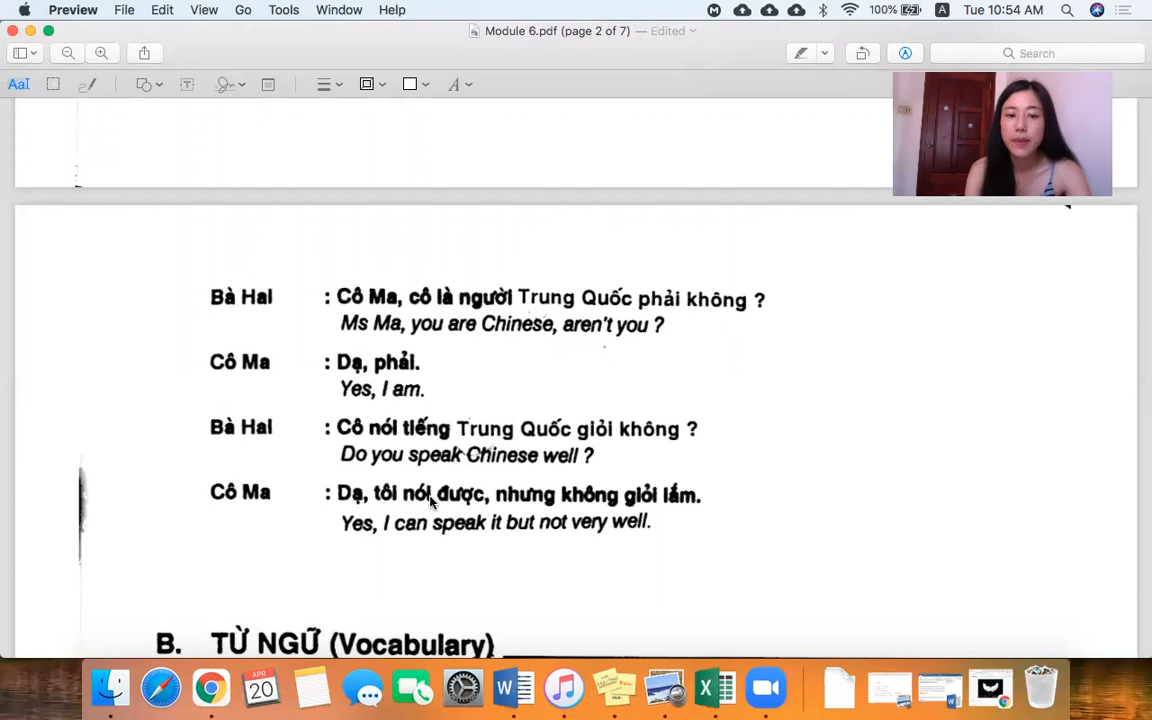 Preview File Edit View Go Tools Window Help 100% A Tue 10:54 AM
Module 6.pdf (page 2 of 7) — Edited
Search
AaI T A
Bà Hai : Cô Ma, cô là người Trung Quốc phải không ?
Ms Ma, you are Chinese, aren't you ?
Cô Ma : Dạ, phải.
Yes, I am.
Bà Hai : Cô nói tiếng Trung Quốc giỏi không ?
Do you speak Chinese well ?
Cô Ma : Dạ, tôi nói được, nhưng không giỏi lắm.
Yes, I can speak it but not very well.
B. TỪ NGỮ (Vocabulary)
APR
20
W X